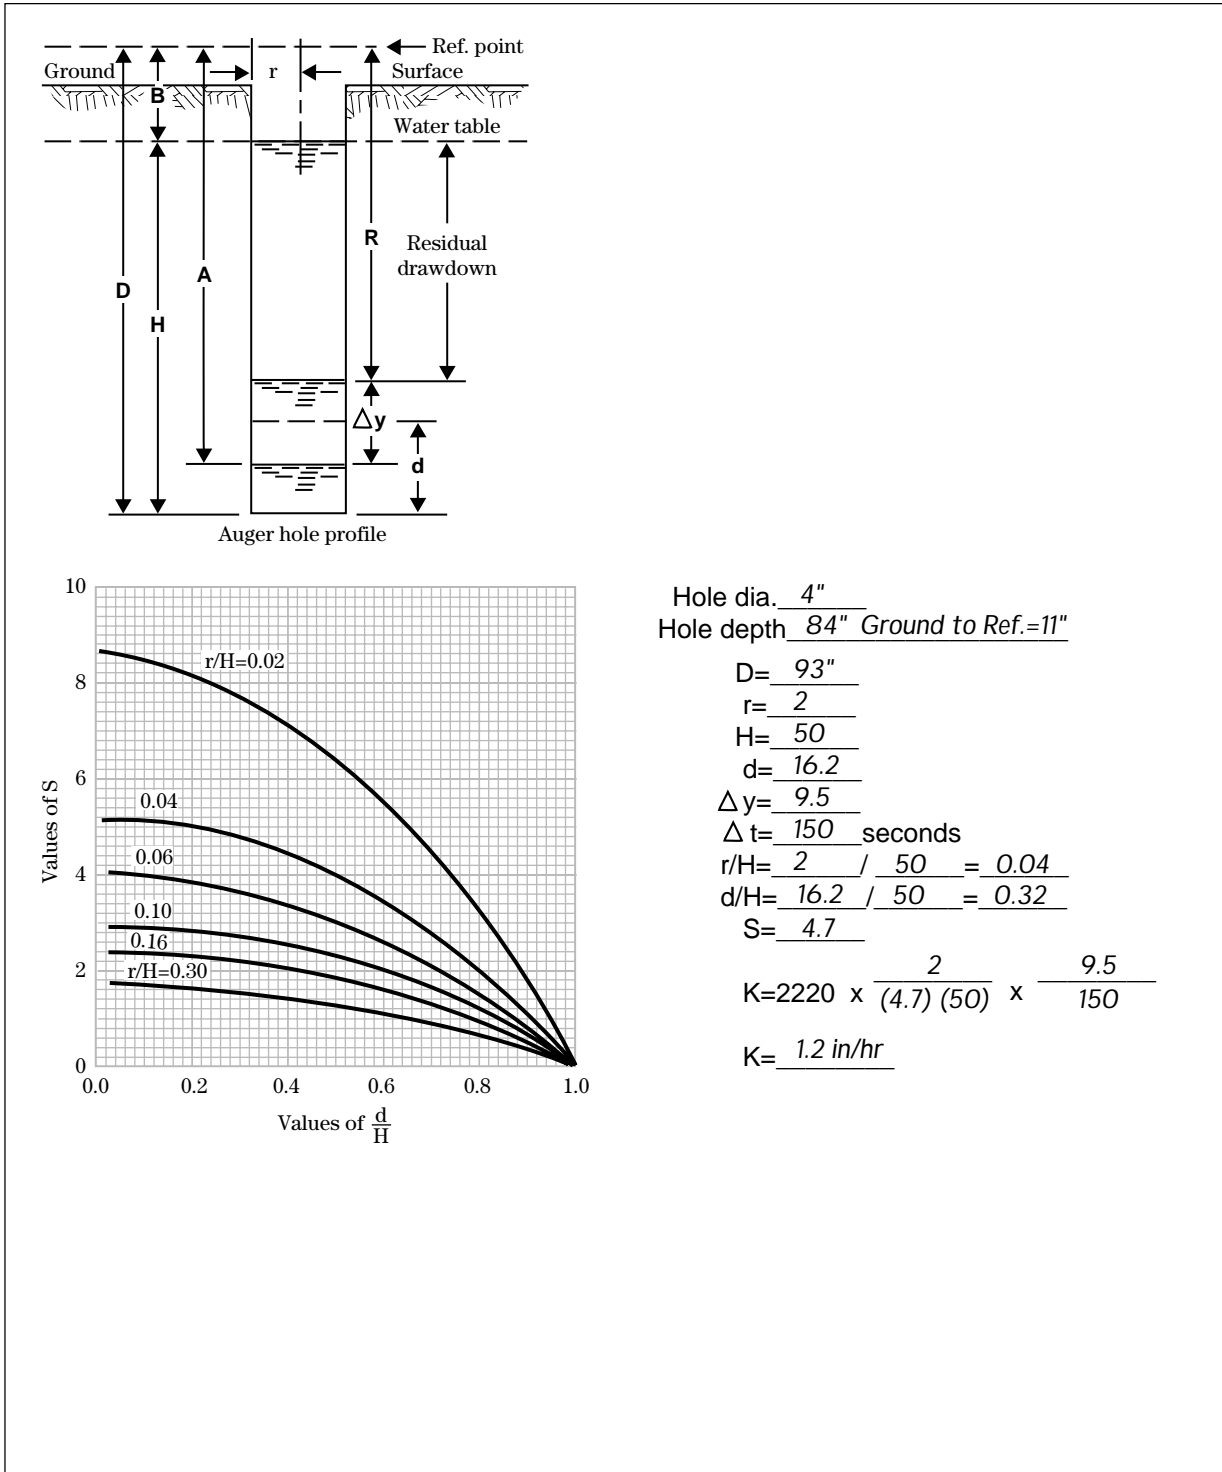 Ref. point
Ground
r
Surface
B
Water table
R
Residual
drawdown
A
D
H
Δy
d
Auger hole profile
10
8
6
4
2
0
Values of S
r/H=0.02
0.04
0.06
0.10
0.16
r/H=0.30
0.0 0.2 0.4 0.6 0.8 1.0
Values of d/H
Hole dia. 4"
Hole depth 84" Ground to Ref.=11"
D= 93"
r= 2
H= 50
d= 16.2
Δ y= 9.5
Δ t= 150 seconds
r/H= 2 / 50 = 0.04
d/H= 16.2 / 50 = 0.32
S= 4.7
K=2220 x 2/(4.7) (50) x 9.5/150
K= 1.2 in/hr